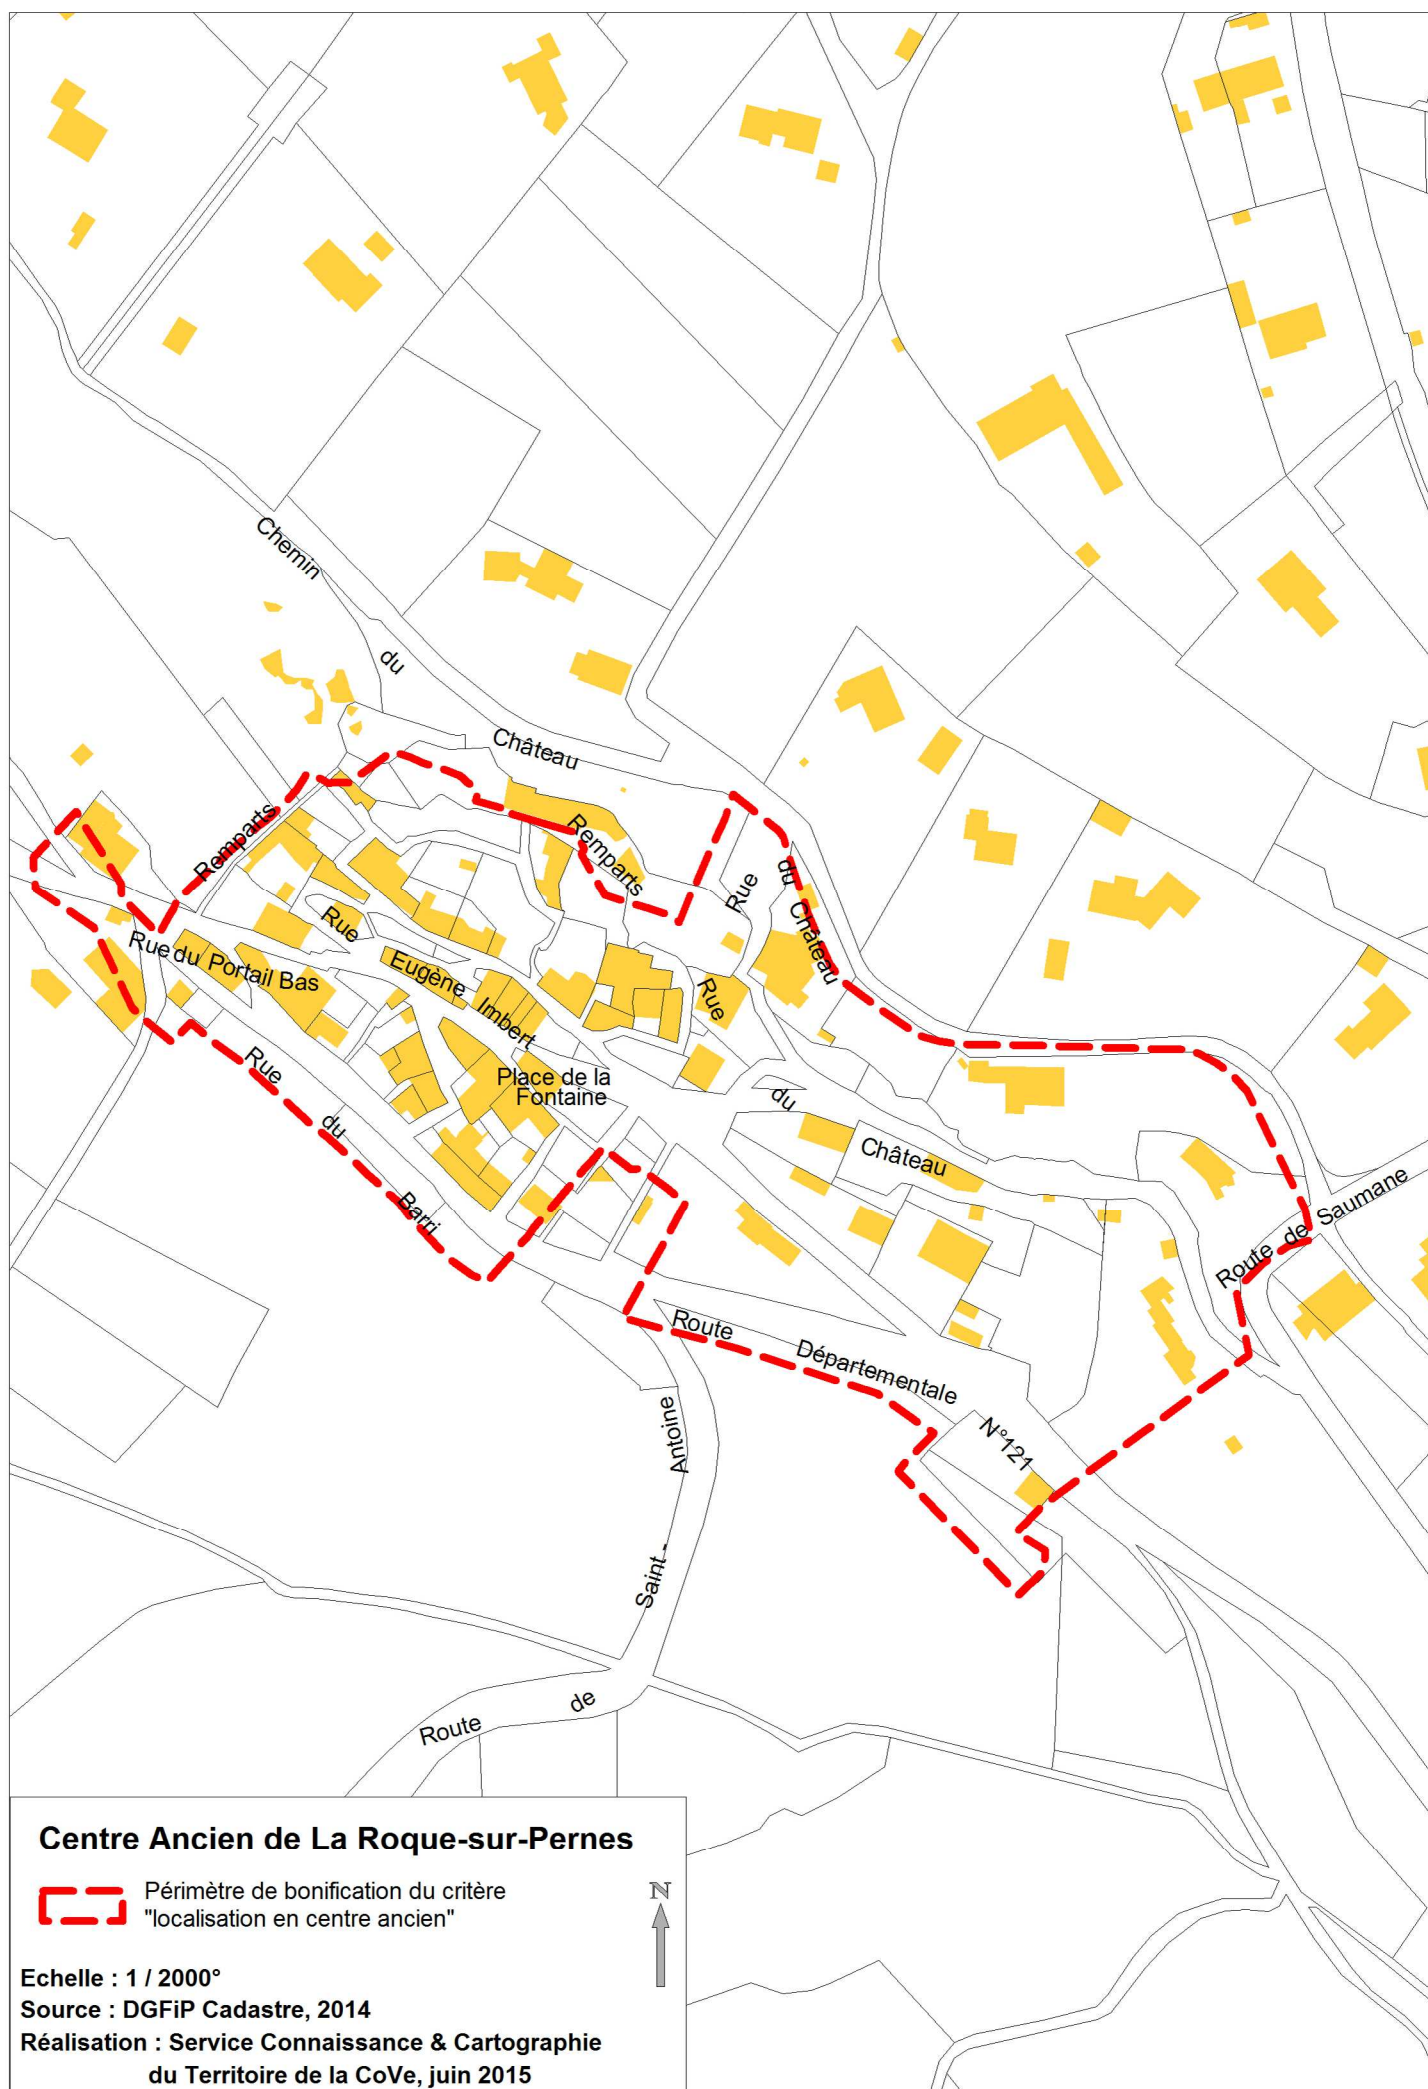 Chemin
du
Château
Remparts
Remparts
Rue
du Château
Rue
Eugène
Imbert
Rue du Portail Bas
Rue
Place de la
Fontaine
Rue
du
Barri
du
Château
Route de Saumane
Route
Départementale
N°121
Antoine
Saint -
de
Route
Centre Ancien de La Roque-sur-Pernes
Périmètre de bonification du critère
"localisation en centre ancien"
N
Echelle : 1 / 2000°
Source : DGFiP Cadastre, 2014
Réalisation : Service Connaissance & Cartographie
du Territoire de la CoVe, juin 2015